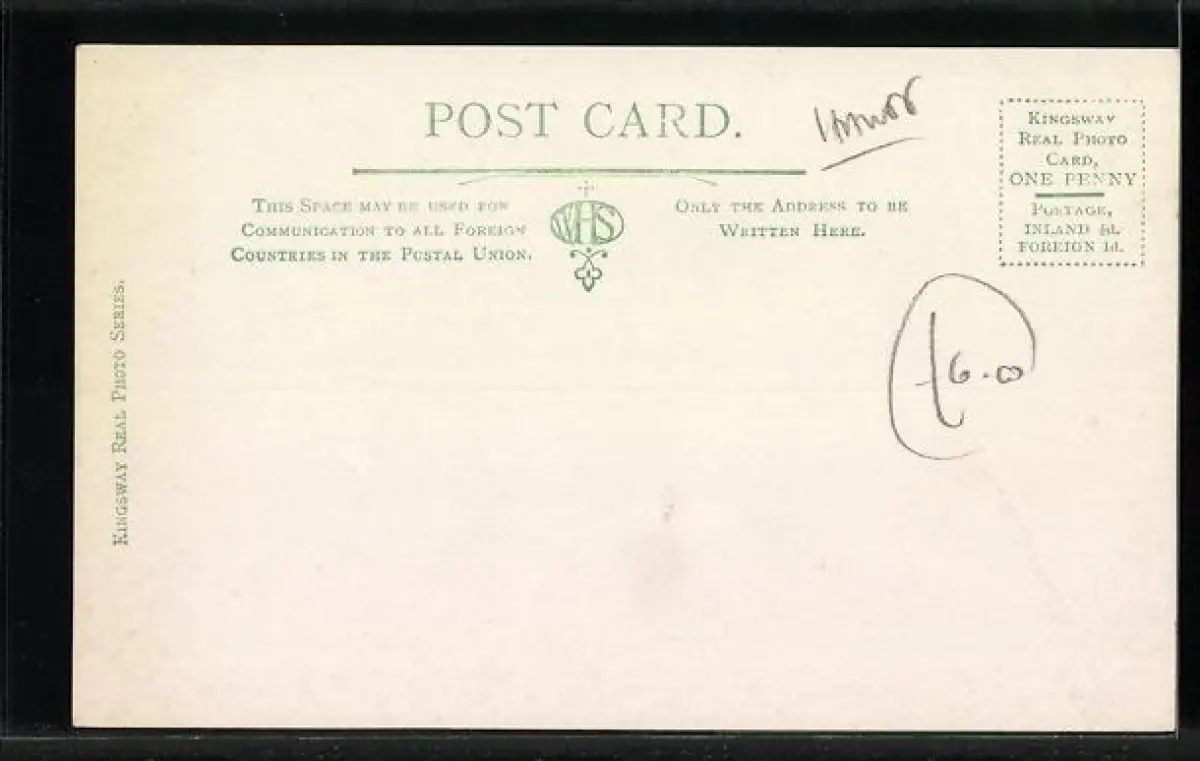 POST CARD.
THIS SPACE MAY BE USED FOR
COMMUNICATION TO ALL FOREIGN
COUNTRIES IN THE POSTAL UNION.
WHS
ONLY THE ADDRESS TO BE
WRITTEN HERE.
KINGSWAY
REAL PHOTO
CARD,
ONE PENNY
POSTAGE,
INLAND ½d.
FOREIGN 1d.
6.00
KINGSWAY REAL PHOTO SERIES.